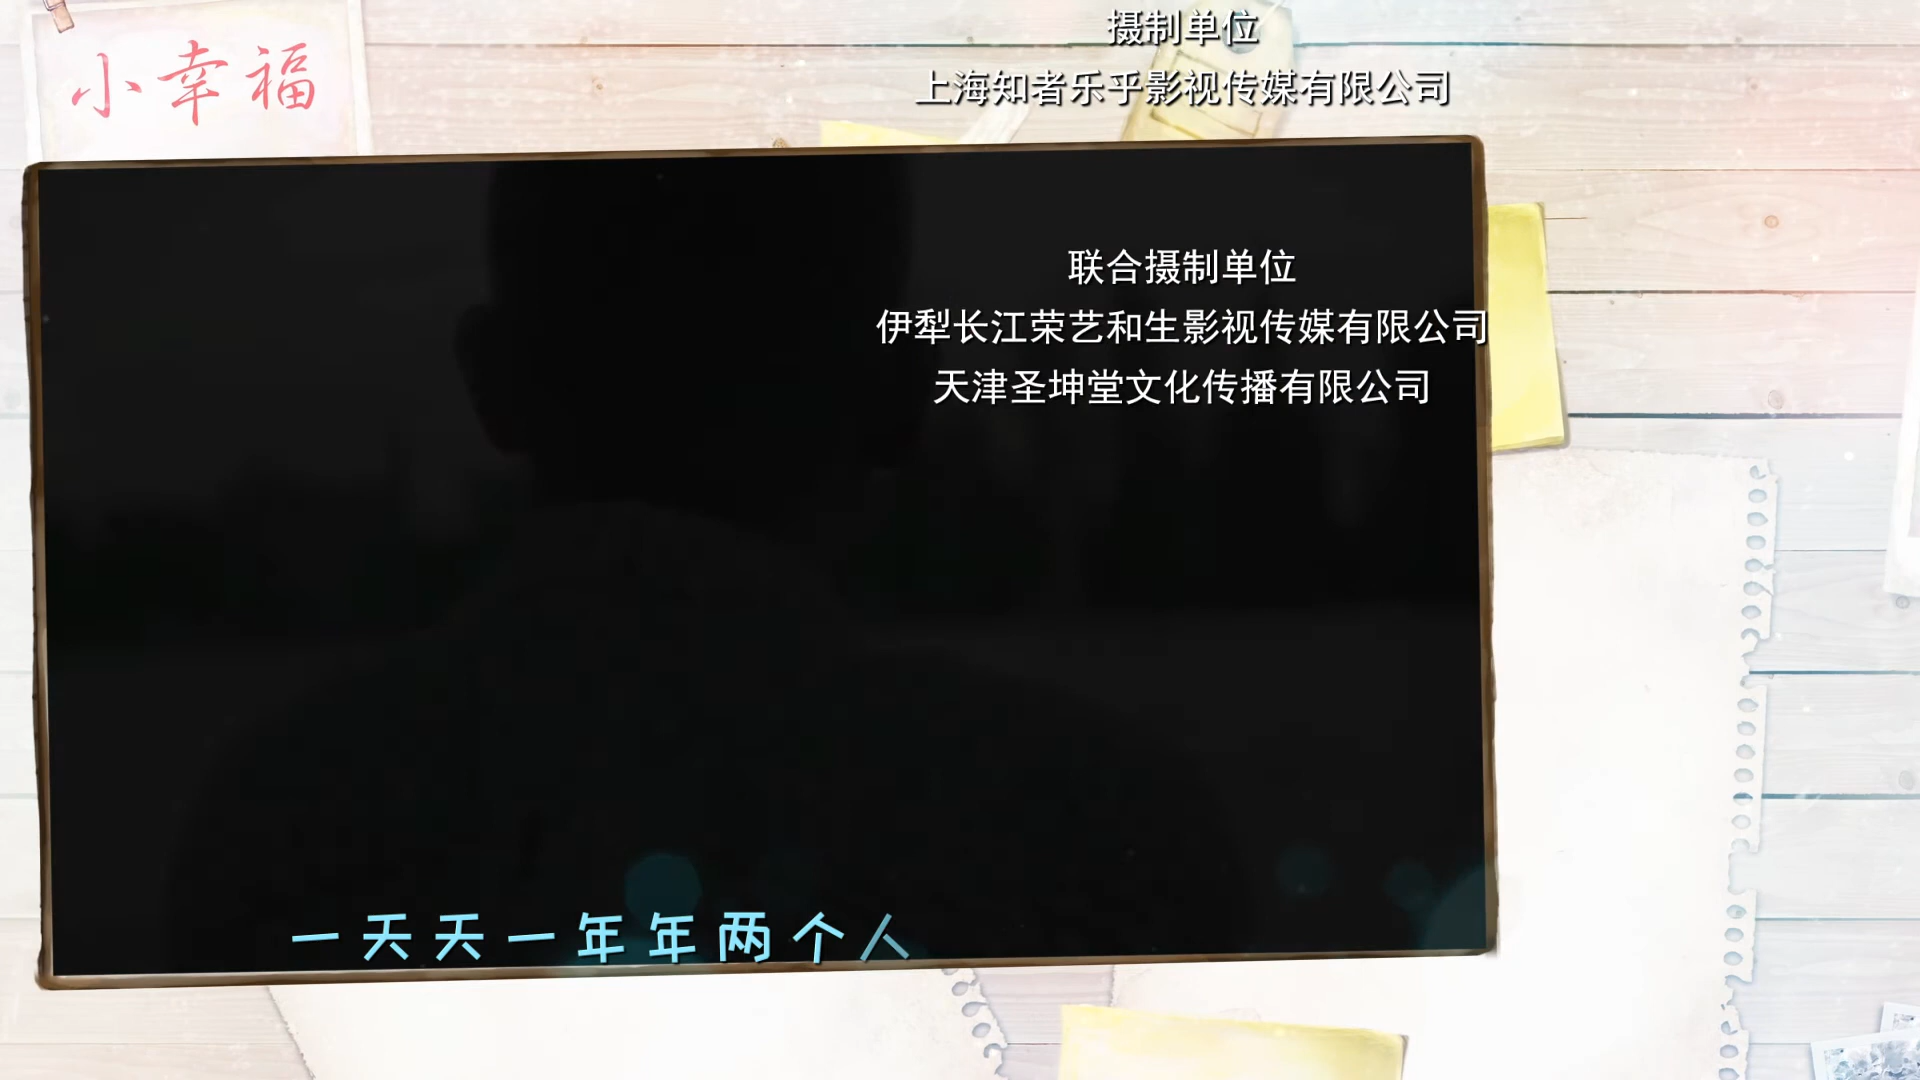 小幸福
摄制单位
上海知者乐乎影视传媒有限公司
联合摄制单位
伊犁长江荣艺和生影视传媒有限公司
天津圣坤堂文化传播有限公司
一天天一年年两个人